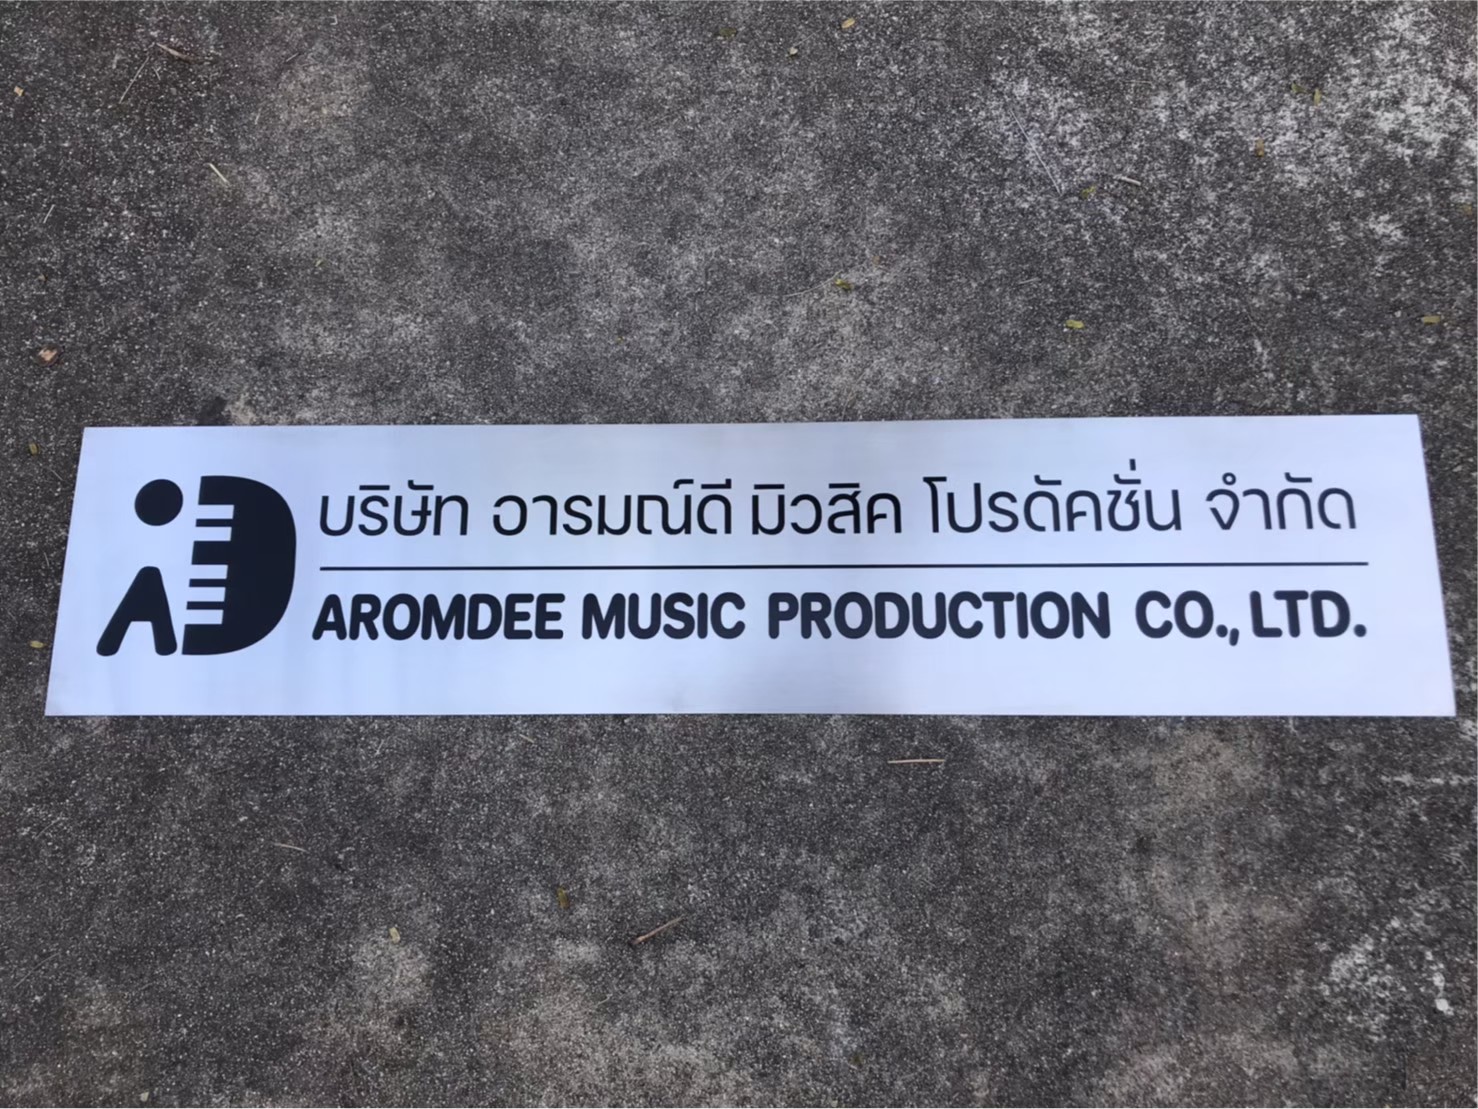 บริษัท อารมณ์ดี มิวสิค โปรดัคชั่น จำกัด
AROMDEE MUSIC PRODUCTION CO., LTD.